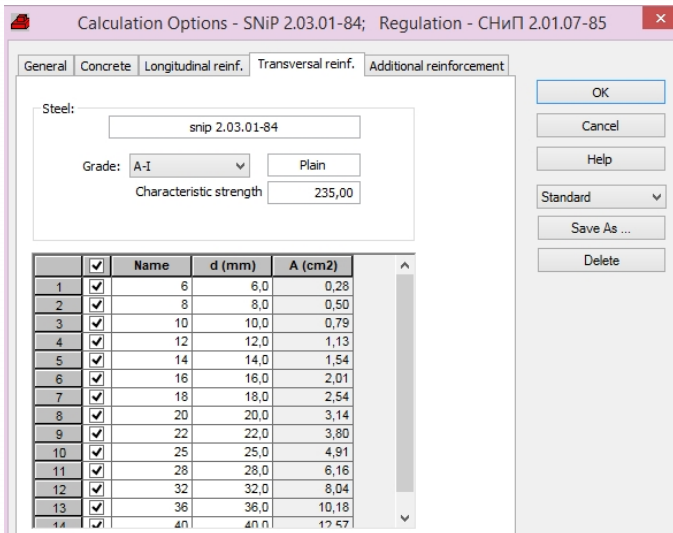 Calculation Options - SNiP 2.03.01-84; Regulation - СНиП 2.01.07-85
General Concrete Longitudinal reinf. Transversal reinf. Additional reinforcement
Steel:
snip 2.03.01-84
Grade: A-I Plain
Characteristic strength 235,00
OK
Cancel
Help
Standard
Save As ...
Delete
Name d (mm) A (cm2)
1 6 6,0 0,28
2 8 8,0 0,50
3 10 10,0 0,79
4 12 12,0 1,13
5 14 14,0 1,54
6 16 16,0 2,01
7 18 18,0 2,54
8 20 20,0 3,14
9 22 22,0 3,80
10 25 25,0 4,91
11 28 28,0 6,16
12 32 32,0 8,04
13 36 36,0 10,18
14 40 40,0 12,57